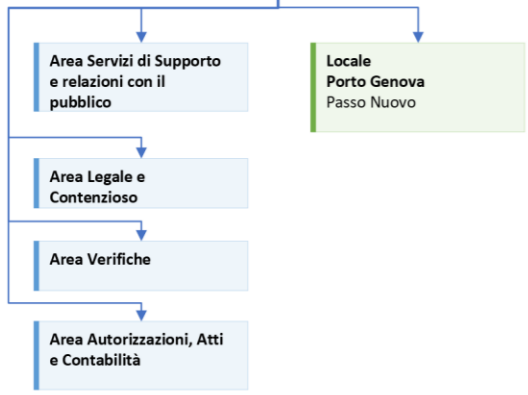 Area Servizi di Supporto
e relazioni con il
pubblico
Locale
Porto Genova
Passo Nuovo
Area Legale e
Contenzioso
Area Verifiche
Area Autorizzazioni, Atti
e Contabilità